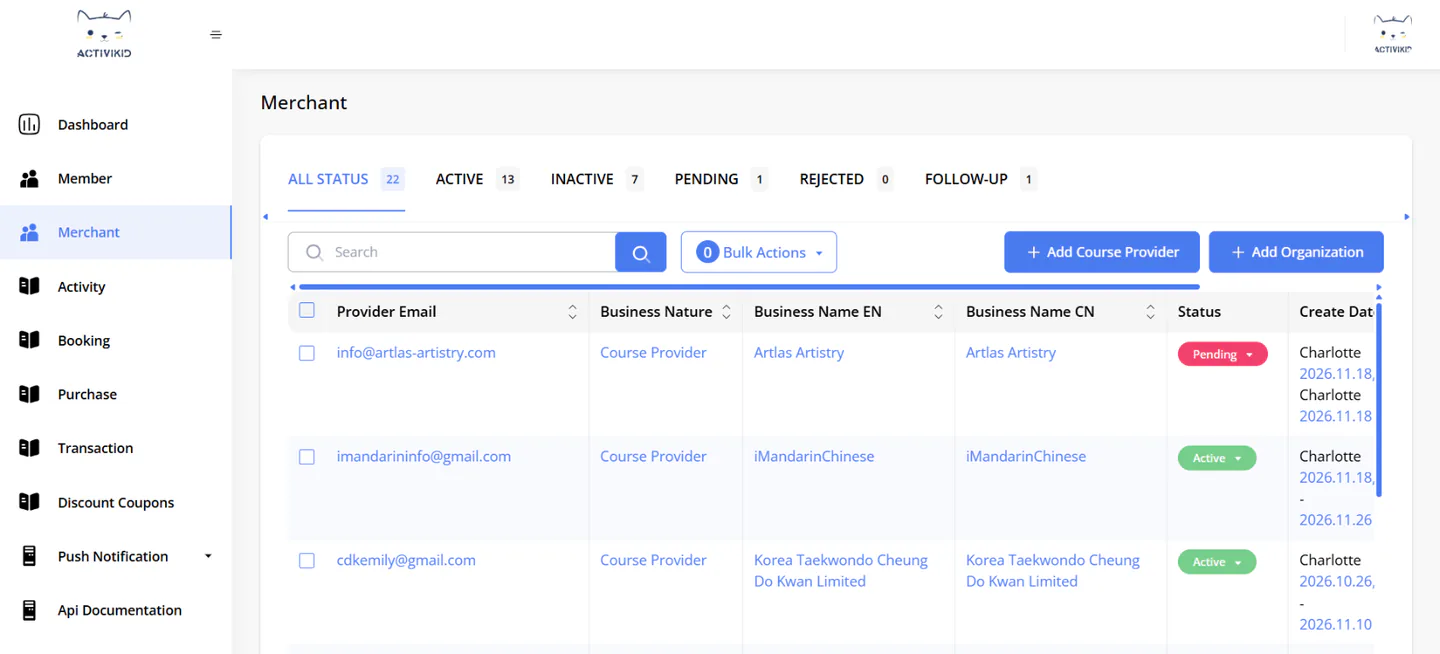 ACTIVIKID
ACTIVIKID
Dashboard
Member
Merchant
Activity
Booking
Purchase
Transaction
Discount Coupons
Push Notification
Api Documentation
Merchant
ALL STATUS 22 ACTIVE 13 INACTIVE 7 PENDING 1 REJECTED 0 FOLLOW-UP 1
Search 0 Bulk Actions + Add Course Provider + Add Organization
Provider Email Business Nature Business Name EN Business Name CN Status Create Dat
info@artlas-artistry.com Course Provider Artlas Artistry Artlas Artistry Pending Charlotte
2026.11.18,
Charlotte
2026.11.18
imandarininfo@gmail.com Course Provider iMandarinChinese iMandarinChinese Active Charlotte
2026.11.18,
-
2026.11.26
cdkemily@gmail.com Course Provider Korea Taekwondo Cheung Korea Taekwondo Cheung Active Charlotte
Do Kwan Limited Do Kwan Limited 2026.10.26,
-
2026.11.10